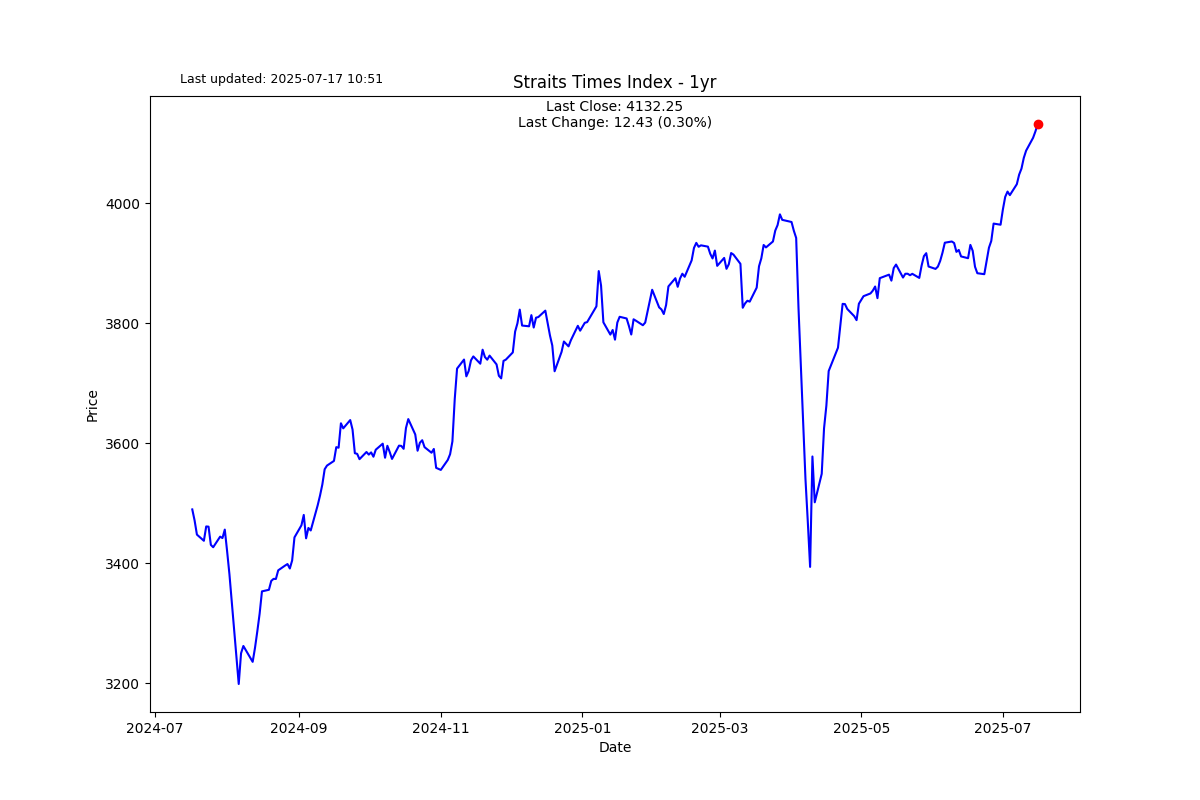 Last updated: 2025-07-17 10:51
Straits Times Index - 1yr
Last Close: 4132.25
Last Change: 12.43 (0.30%)
Price
4000
3800
3600
3400
3200
2024-07 2024-09 2024-11 2025-01 2025-03 2025-05 2025-07
Date